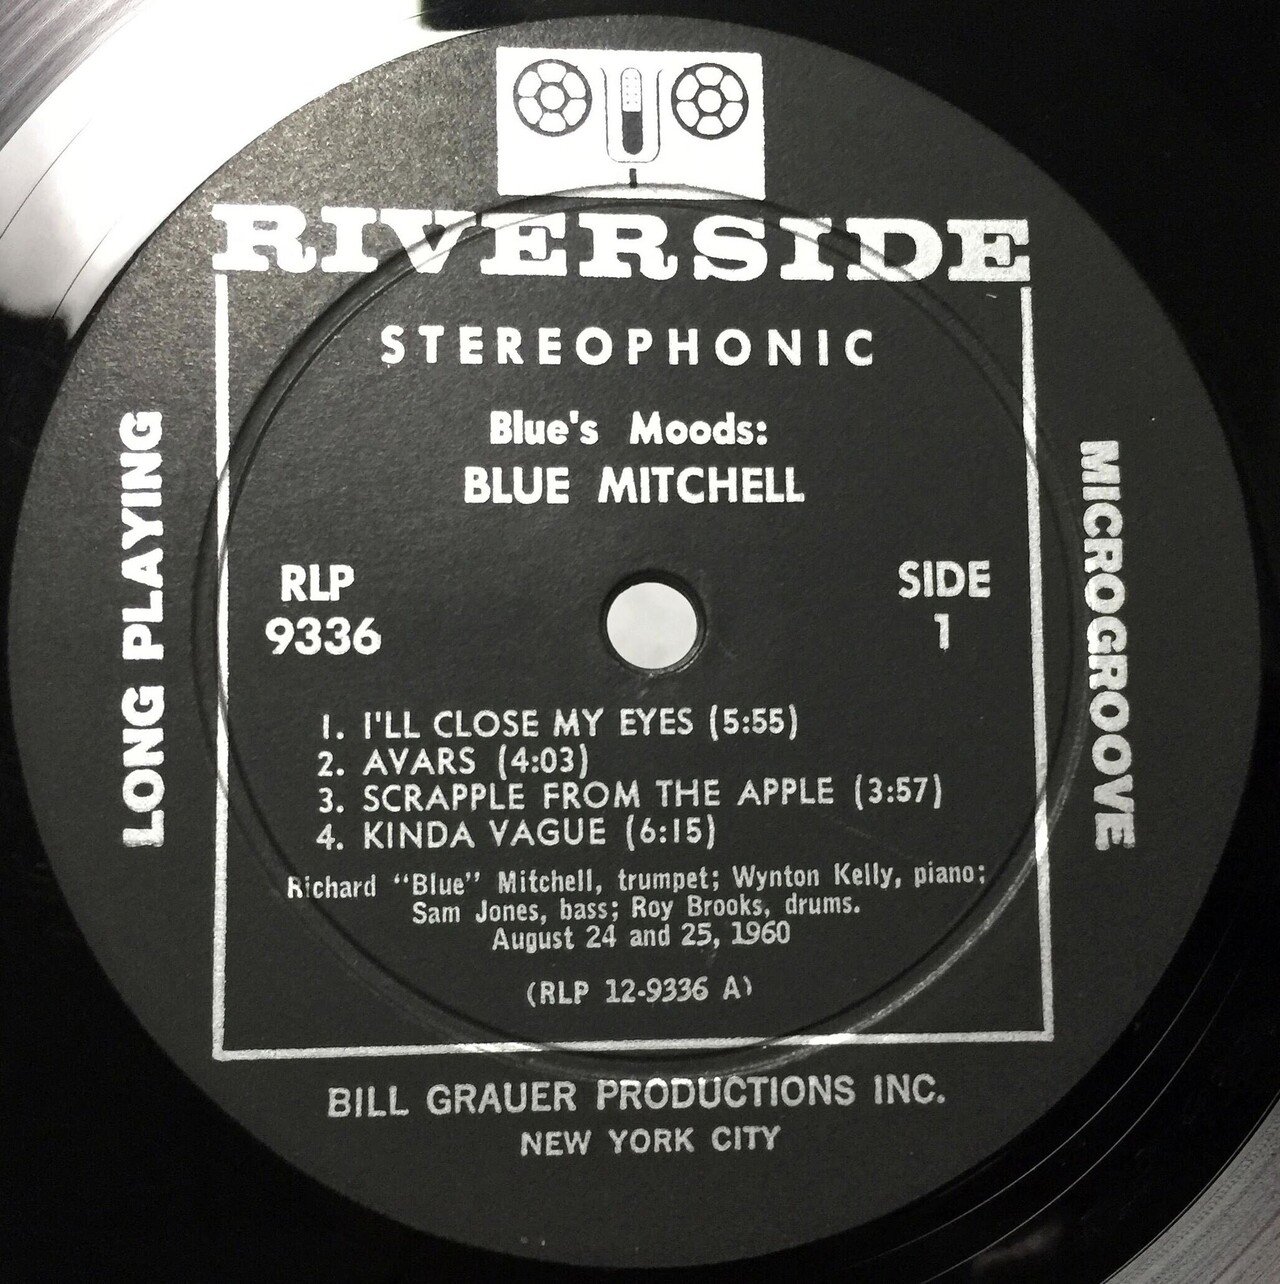 RIVERSIDE
STEREOPHONIC
Blue's Moods:
BLUE MITCHELL
RLP
9336
SIDE
1
LONG PLAYING
MICROGROOVE
1. I'LL CLOSE MY EYES (5:55)
2. AVARS (4:03)
3. SCRAPPLE FROM THE APPLE (3:57)
4. KINDA VAGUE (6:15)
Richard “Blue” Mitchell, trumpet; Wynton Kelly, piano;
Sam Jones, bass; Roy Brooks, drums.
August 24 and 25, 1960
(RLP 12-9336 A)
BILL GRAUER PRODUCTIONS INC.
NEW YORK CITY